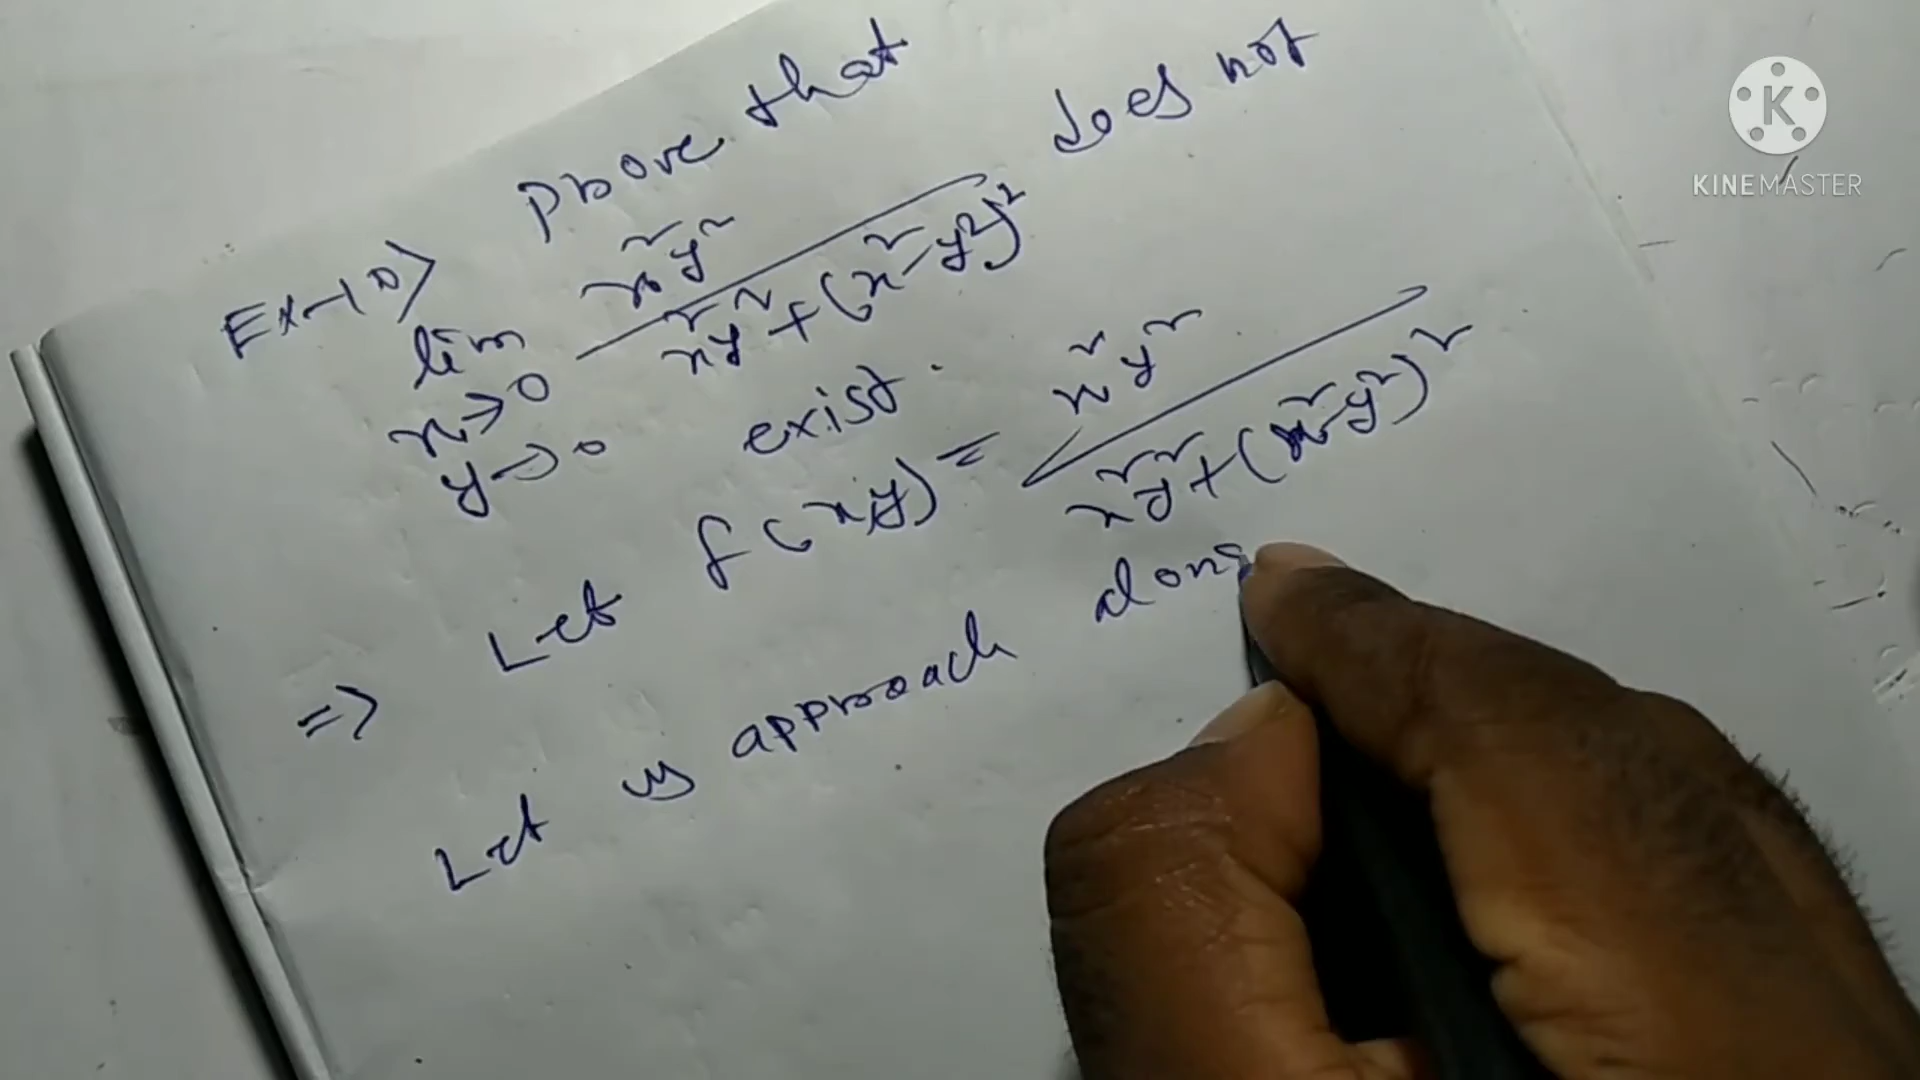 Ex-10> Prove that
lim x→0 y→0 x²y² / x²y² + (x²-y²)² does not
exist.
=> Let f(x,y) = x²y² / x²y² + (x²-y²)²
Let us approach along
K
KINEMASTER